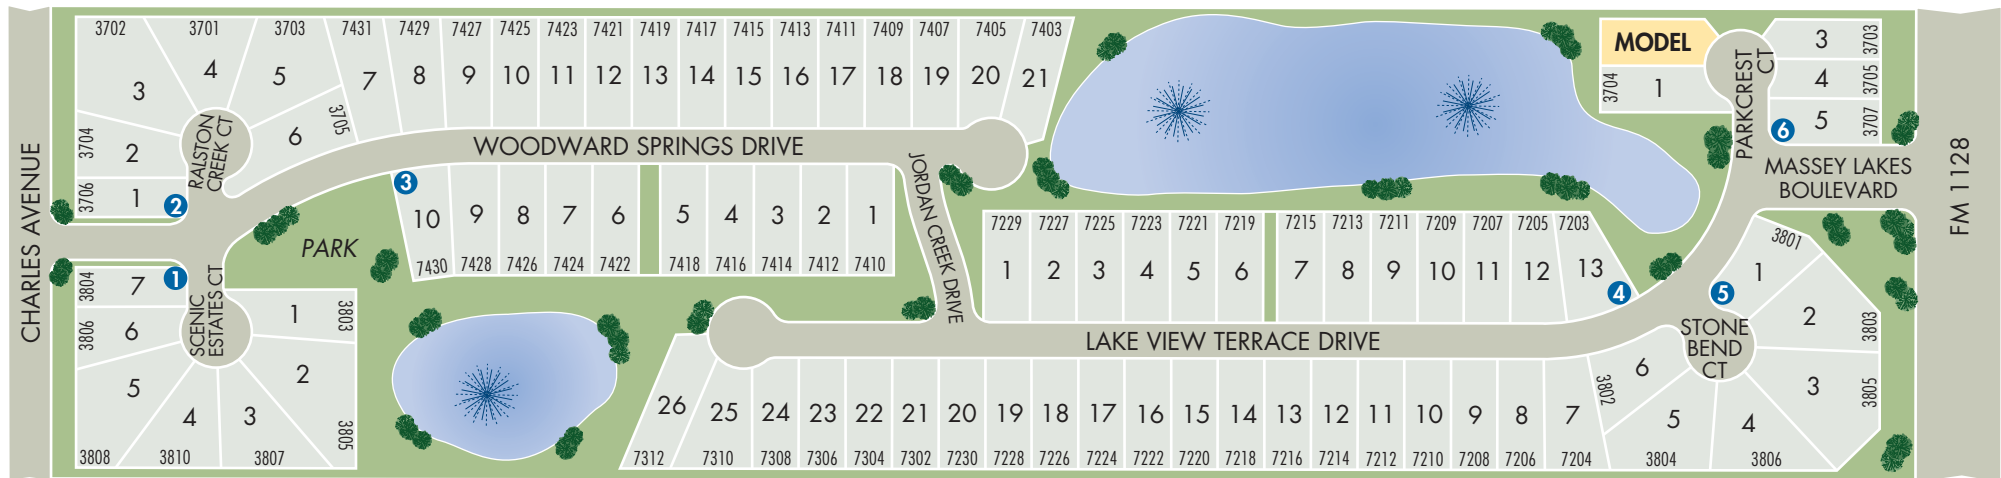 3702 3701 3703 7431 7429 7427 7425 7423 7421 7419 7417 7415 7413 7411 7409 7407 7405 7403
3 4 5 7 8 9 10 11 12 13 14 15 16 17 18 19 20 21
3704 2 6 3705
3706 1 2
RALSTON
CREEK CT
WOODWARD SPRINGS DRIVE
CHARLES AVENUE
3
10 9 8 7 6 5 4 3 2 1
7430 7428 7426 7424 7422 7418 7416 7414 7412 7410
PARK
JORDAN CREEK DRIVE
3804 7 1
3806 6
5 4 3 2 1
3808 3810 3807 3805 3803
SCENIC
ESTATES CT
MODEL
3704 1
PARKCREST
CT
3 3703
4 3705
5 3707
6
MASSEY LAKES
BOULEVARD
FM 1128
7229 7227 7225 7223 7221 7219 7215 7213 7211 7209 7207 7205 7203
1 2 3 4 5 6 7 8 9 10 11 12 13
4
LAKE VIEW TERRACE DRIVE
26 25 24 23 22 21 20 19 18 17 16 15 14 13 12 11 10 9 8 7
7312 7310 7308 7306 7304 7302 7230 7228 7226 7224 7222 7220 7218 7216 7214 7212 7210 7208 7206 7204
5
STONE
BEND
CT
3801 1
2 3803
3 3805
4 3806
5 3804
6 3802